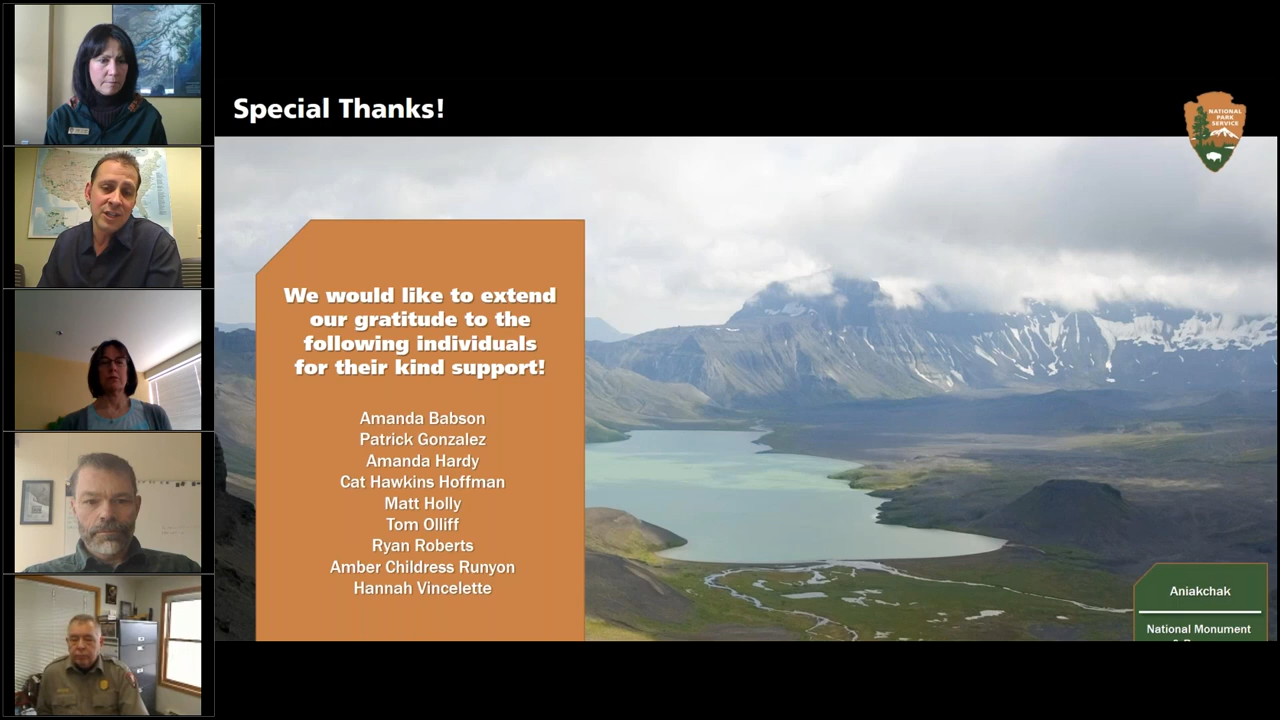 Special Thanks!
NATIONAL
PARK
SERVICE
We would like to extend
our gratitude to the
following individuals
for their kind support!
Amanda Babson
Patrick Gonzalez
Amanda Hardy
Cat Hawkins Hoffman
Matt Holly
Tom Olliff
Ryan Roberts
Amber Childress Runyon
Hannah Vincelette
Aniakchak
National Monument